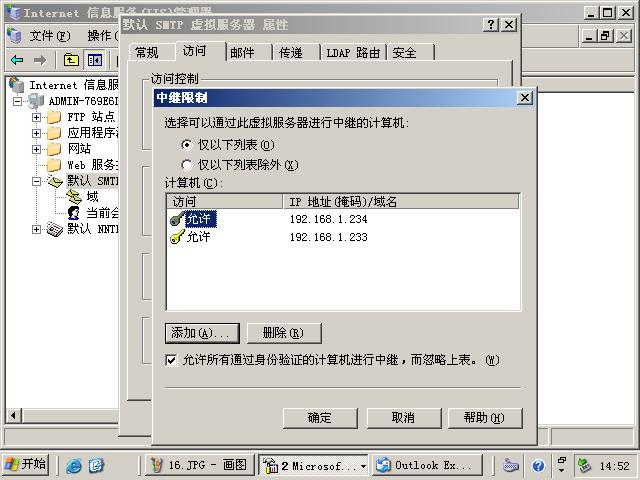 Internet 信息服务(IIS)管理器
默认 SMTP 虚拟服务器 属性
文件(F) 操作(
常规 访问 邮件 传递 LDAP 路由 安全
Internet 信息服
访问控制
ADMIN-769E6
FTP 站点
应用程序
网站
Web 服务
默认 SMTP
域
当前会
默认 NNT
中继限制
选择可以通过此虚拟服务器进行中继的计算机:
仅以下列表(O)
仅以下列表除外(X)
计算机(C):
访问 IP 地址(掩码)/域名
允许 192.168.1.234
允许 192.168.1.233
添加(A)... 删除(R)
允许所有通过身份验证的计算机进行中继，而忽略上表。(W)
确定 取消 帮助(H)
开始 16.JPG - 画图 2 Microsof... Outlook Ex... 14:52